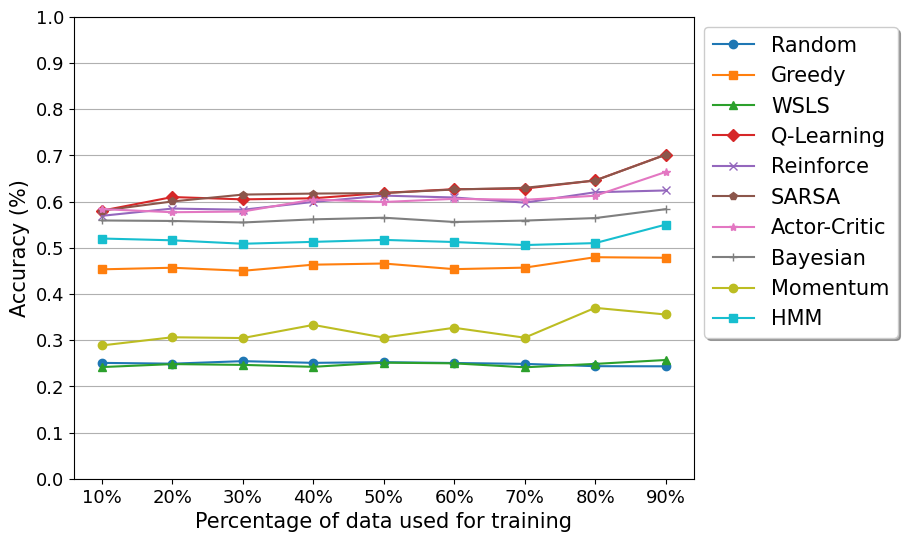 1.0
0.9
0.8
0.7
0.6
0.5
0.4
0.3
0.2
0.1
0.0
Accuracy (%)
10% 20% 30% 40% 50% 60% 70% 80% 90%
Percentage of data used for training
Random
Greedy
WSLS
Q-Learning
Reinforce
SARSA
Actor-Critic
Bayesian
Momentum
HMM